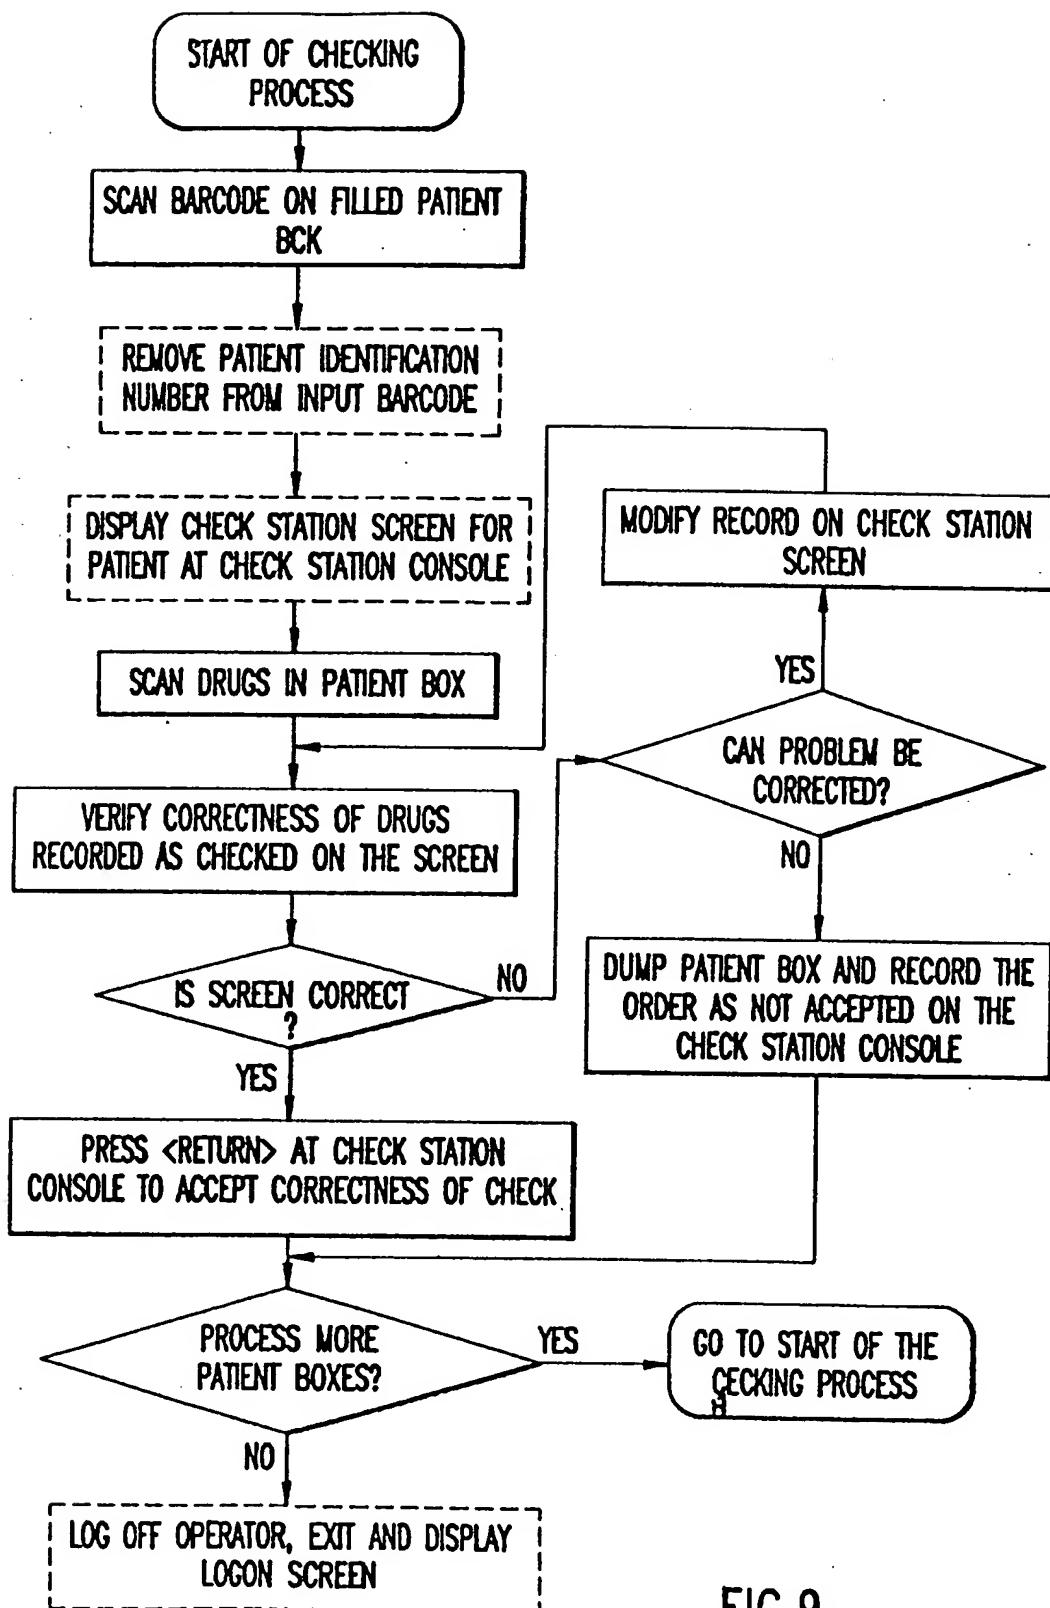 START OF CHECKING
PROCESS
SCAN BARCODE ON FILLED PATIENT
BCK
REMOVE PATIENT IDENTIFICATION
NUMBER FROM INPUT BARCODE
DISPLAY CHECK STATION SCREEN FOR
PATIENT AT CHECK STATION CONSOLE
SCAN DRUGS IN PATIENT BOX
VERIFY CORRECTNESS OF DRUGS
RECORDED AS CHECKED ON THE SCREEN
IS SCREEN CORRECT
?
NO
YES
MODIFY RECORD ON CHECK STATION
SCREEN
YES
CAN PROBLEM BE
CORRECTED?
NO
DUMP PATIENT BOX AND RECORD THE
ORDER AS NOT ACCEPTED ON THE
CHECK STATION CONSOLE
PRESS <RETURN> AT CHECK STATION
CONSOLE TO ACCEPT CORRECTNESS OF CHECK
PROCESS MORE
PATIENT BOXES?
YES
GO TO START OF THE
CECKING PROCESS
H
NO
LOG OFF OPERATOR, EXIT AND DISPLAY
LOGON SCREEN
FIG. 9